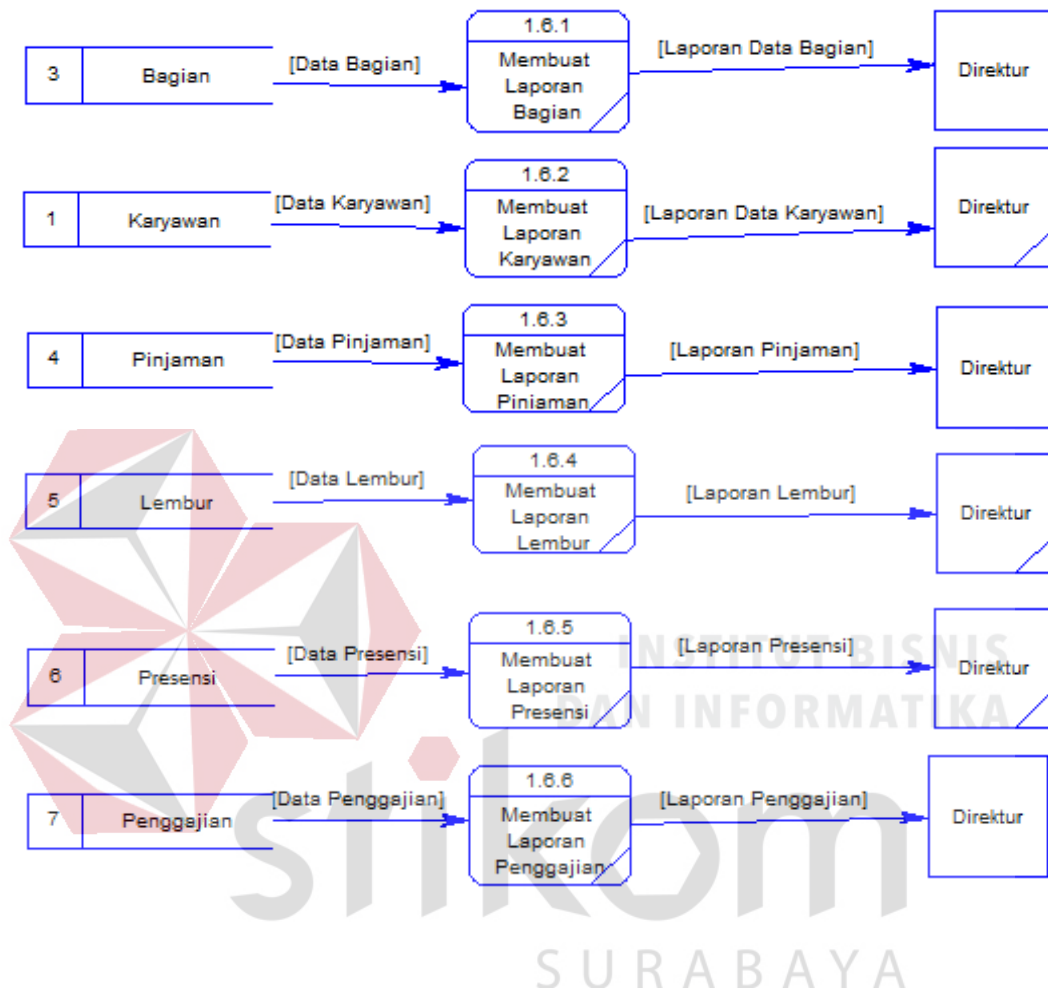 3
Bagian
[Data Bagian]
1.6.1
Membuat
Laporan
Bagian
[Laporan Data Bagian]
Direktur
1
Karyawan
[Data Karyawan]
1.6.2
Membuat
Laporan
Karyawan
[Laporan Data Karyawan]
Direktur
4
Pinjaman
[Data Pinjaman]
1.6.3
Membuat
Laporan
Pinjaman
[Laporan Pinjaman]
Direktur
5
Lembur
[Data Lembur]
1.6.4
Membuat
Laporan
Lembur
[Laporan Lembur]
Direktur
6
Presensi
[Data Presensi]
1.6.5
Membuat
Laporan
Presensi
[Laporan Presensi]
Direktur
INSTITUT BISNIS
DAN INFORMATIKA
7
Penggajian
[Data Penggajian]
1.6.6
Membuat
Laporan
Penggajian
[Laporan Penggajian]
Direktur
stikom
SURABAYA